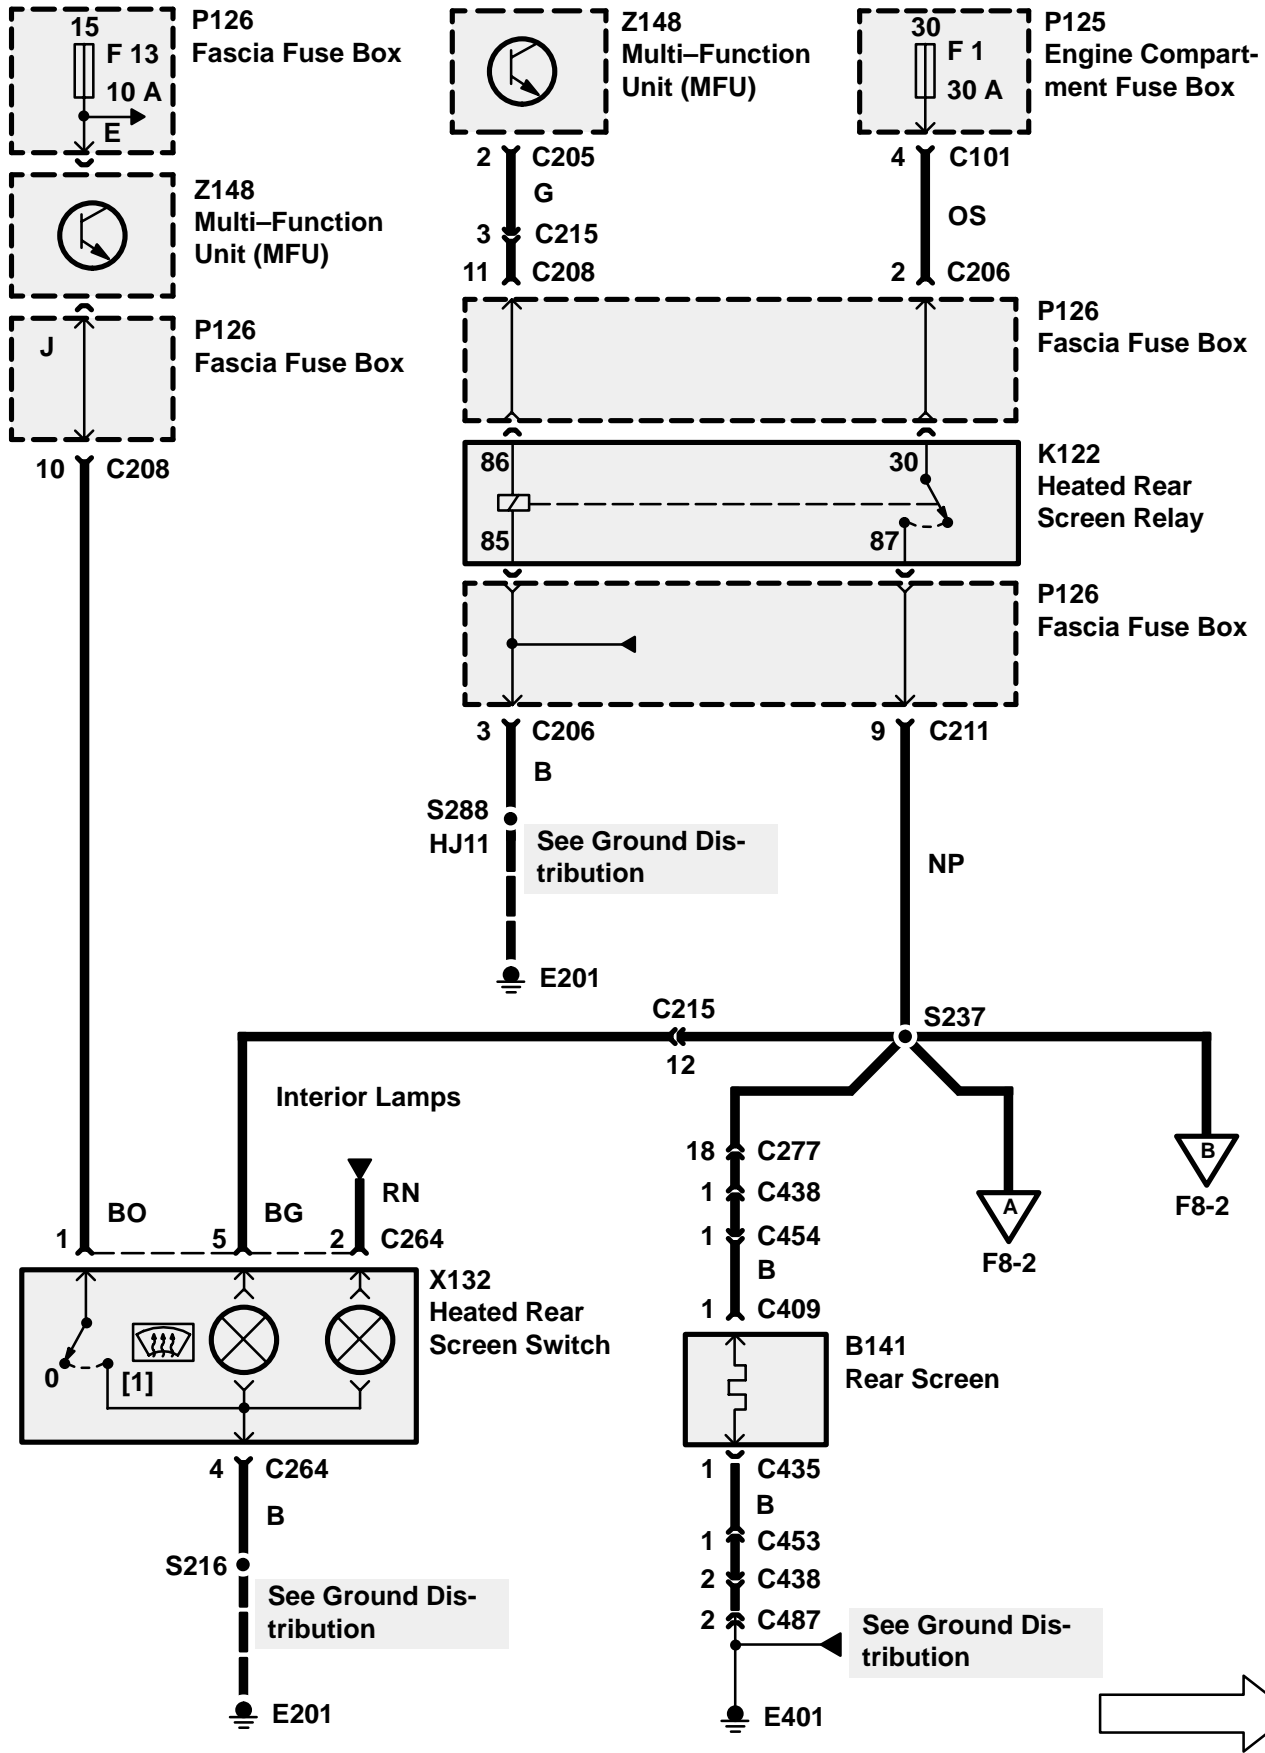 15
F 13
10 A
E
P126
Fascia Fuse Box
Z148
Multi–Function
Unit (MFU)
J
P126
Fascia Fuse Box
10 C208
Z148
Multi–Function
Unit (MFU)
2 C205
G
3 C215
11 C208
30
F 1
30 A
P125
Engine Compart-
ment Fuse Box
4 C101
OS
2 C206
P126
Fascia Fuse Box
86
30
85
87
K122
Heated Rear
Screen Relay
P126
Fascia Fuse Box
3 C206
B
9 C211
S288
HJ11
See Ground Dis-
tribution
NP
E201
C215
12
S237
Interior Lamps
RN
BO
BG
1
5
2 C264
18 C277
1 C438
1 C454
B
1 C409
A
F8-2
B
F8-2
X132
Heated Rear
Screen Switch
0
[1]
B141
Rear Screen
4 C264
B
S216
See Ground Dis-
tribution
E201
1 C435
B
1 C453
2 C438
2 C487
See Ground Dis-
tribution
E401